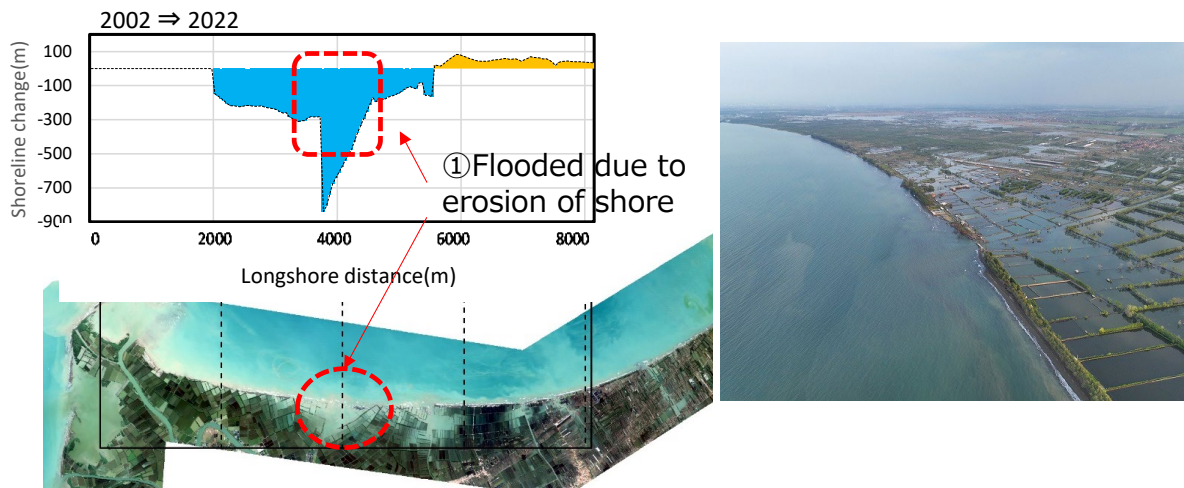 2002 ⇒ 2022
Shoreline change(m)
100
-100
-300
-500
-700
-900
0
2000
4000
6000
8000
Longshore distance(m)
①Flooded due to
erosion of shore